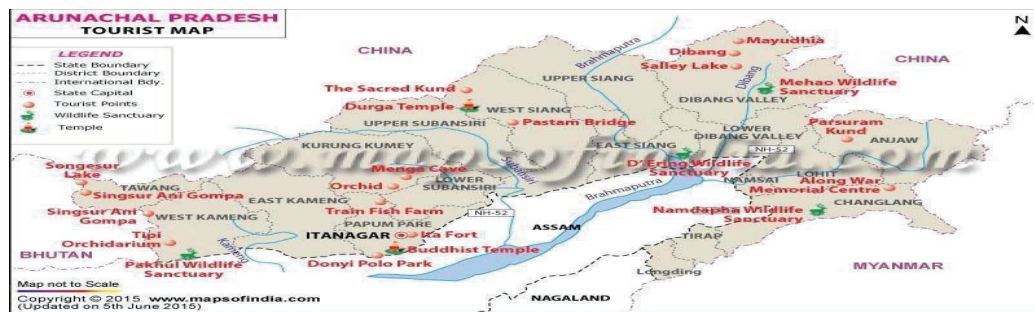 ARUNACHAL PRADESH
TOURIST MAP
LEGEND
State Boundary
District Boundary
International Bdy.
State Capital
Tourist Points
Wildlife Sanctuary
Temple
N
CHINA
Brahmaputra
Mayudhia
Dibang
Salley Lake
Dibang
CHINA
UPPER SIANG
Mehao Wildlife
Sanctuary
The Sacred Kund
DIBANG VALLEY
Durga Temple
WEST SIANG
UPPER SUBANSIRI
Pastam Bridge
LOWER
DIBANG VALLEY
Parsuram
Kund
ANJAW
KURUNG KUMEY
EAST SIANG
NH-52
www.mapsofindia.com
D'Ering Wildlife
Sanctuary
LOHIT
NAMSAI
Songesur
Lake
TAWANG
Singsur Ani Gompa
Menga Cave
LOWER
SUBANSIRI
Orchid
Brahmaputra
Along War
Memorial Centre
EAST KAMENG
Train Fish Farm
CHANGLANG
Singsur Ani
Gompa
WEST KAMENG
PAPUM PARE
NH-52
Namdapha Wildlife
Sanctuary
ASSAM
Tipi
Orchidarium
ITANAGAR
Ita Fort
TIRAP
Kameng
Buddhist Temple
BHUTAN
Pakhul Wildlife
Sanctuary
Donyi Polo Park
Longding
MYANMAR
Map not to Scale
Copyright © 2015 www.mapsofindia.com
(Updated on 5th June 2015)
NAGALAND